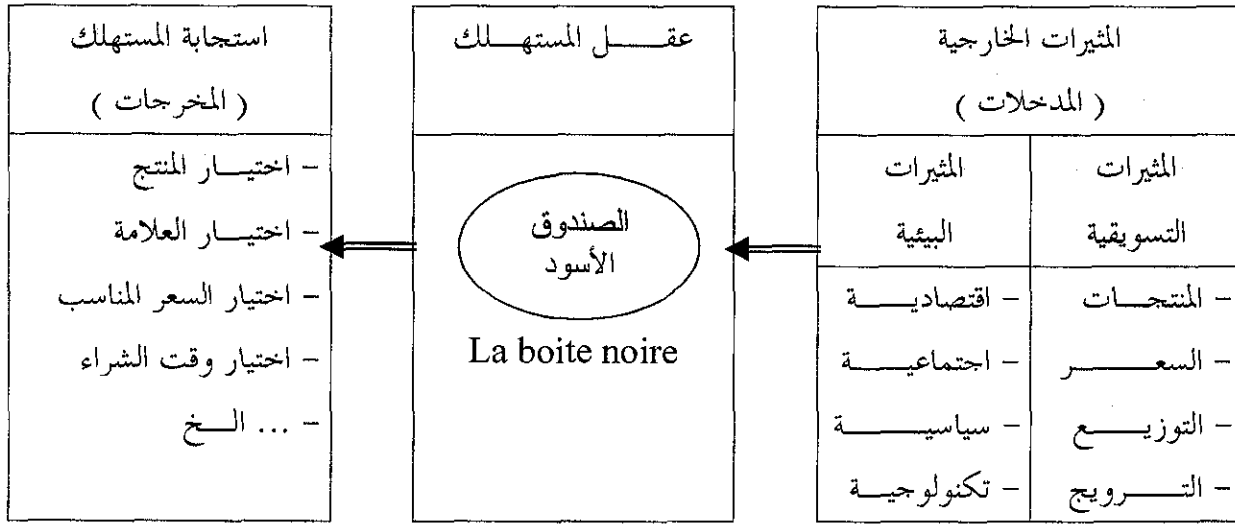 المثيرات الخارجية
( المدخلات )
المثيرات
التسويقية
- المنتجات
- السعر
- التوزيع
- الترويج
المثيرات
البيئية
- اقتصادية
- اجتماعية
- سياسية
- تكنولوجية
عقل المستهلك
الصندوق
الأسود
La boite noire
استجابة المستهلك
( المخرجات )
- اختيار المنتج
- اختيار العلامة
- اختيار السعر المناسب
- اختيار وقت الشراء
- ... الخ